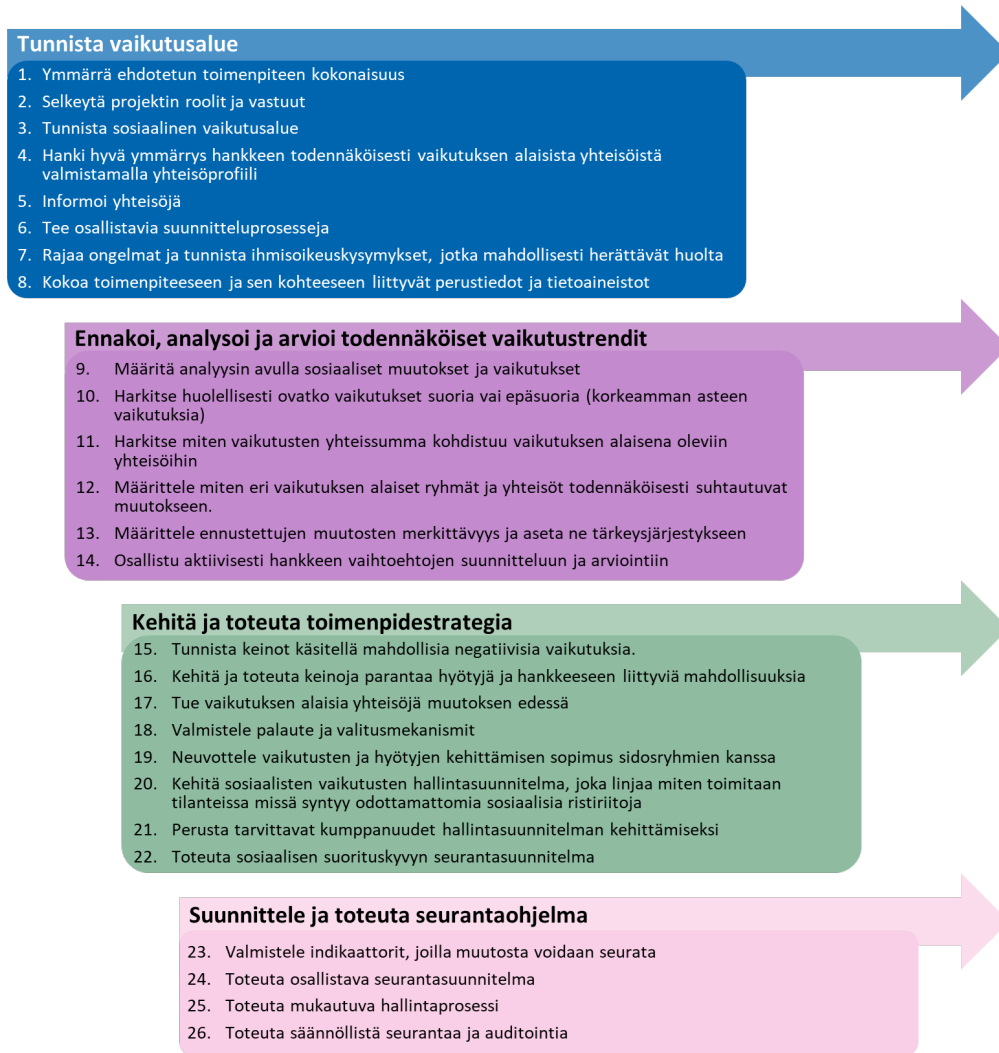 Tunnista vaikutusalue
1. Ymmärrä ehdotetun toimenpiteen kokonaisuus
2. Selkeytä projektin roolit ja vastuut
3. Tunnista sosiaalinen vaikutusalue
4. Hanki hyvä ymmärrys hankkeen todennäköisesti vaikutuksen alaisista yhteisöistä
valmistamalla yhteisöprofiili
5. Informoi yhteisöjä
6. Tee osallistavia suunnitteluprosesseja
7. Rajaa ongelmat ja tunnista ihmisoikeuskysymykset, jotka mahdollisesti herättävät huolta
8. Kokoa toimenpiteeseen ja sen kohteeseen liittyvät perustiedot ja tietoaineistot
Ennakoi, analysoi ja arvioi todennäköiset vaikutustrendit
9. Määritä analyysin avulla sosiaaliset muutokset ja vaikutukset
10. Harkitse huolellisesti ovatko vaikutukset suoria vai epäsuoria (korkeamman asteen
vaikutuksia)
11. Harkitse miten vaikutusten yhteissumma kohdistuu vaikutuksen alaisena oleviin
yhteisöihin
12. Määrittele miten eri vaikutuksen alaiset ryhmät ja yhteisöt todennäköisesti suhtautuvat
muutokseen.
13. Määrittele ennustettujen muutosten merkittävyys ja aseta ne tärkeysjärjestykseen
14. Osallistu aktiivisesti hankkeen vaihtoehtojen suunnitteluun ja arviointiin
Kehitä ja toteuta toimenpidestrategia
15. Tunnista keinot käsitellä mahdollisia negatiivisia vaikutuksia.
16. Kehitä ja toteuta keinoja parantaa hyötyjä ja hankkeeseen liittyviä mahdollisuuksia
17. Tue vaikutuksen alaisia yhteisöjä muutoksen edessä
18. Valmistele palaute ja valitusmekanismit
19. Neuvottele vaikutusten ja hyötyjen kehittämisen sopimus sidosryhmien kanssa
20. Kehitä sosiaalisten vaikutusten hallintasuunnitelma, joka linjaa miten toimitaan
tilanteissa missä syntyy odottamattomia sosiaalisia ristiriitoja
21. Perusta tarvittavat kumppanuudet hallintasuunnitelman kehittämiseksi
22. Toteuta sosiaalisen suorituskyvyn seurantasuunnitelma
Suunnittele ja toteuta seurantaohjelma
23. Valmistele indikaattorit, joilla muutosta voidaan seurata
24. Toteuta osallistava seurantasuunnitelma
25. Toteuta mukautuva hallintaprosessi
26. Toteuta säännöllistä seurantaa ja auditointia